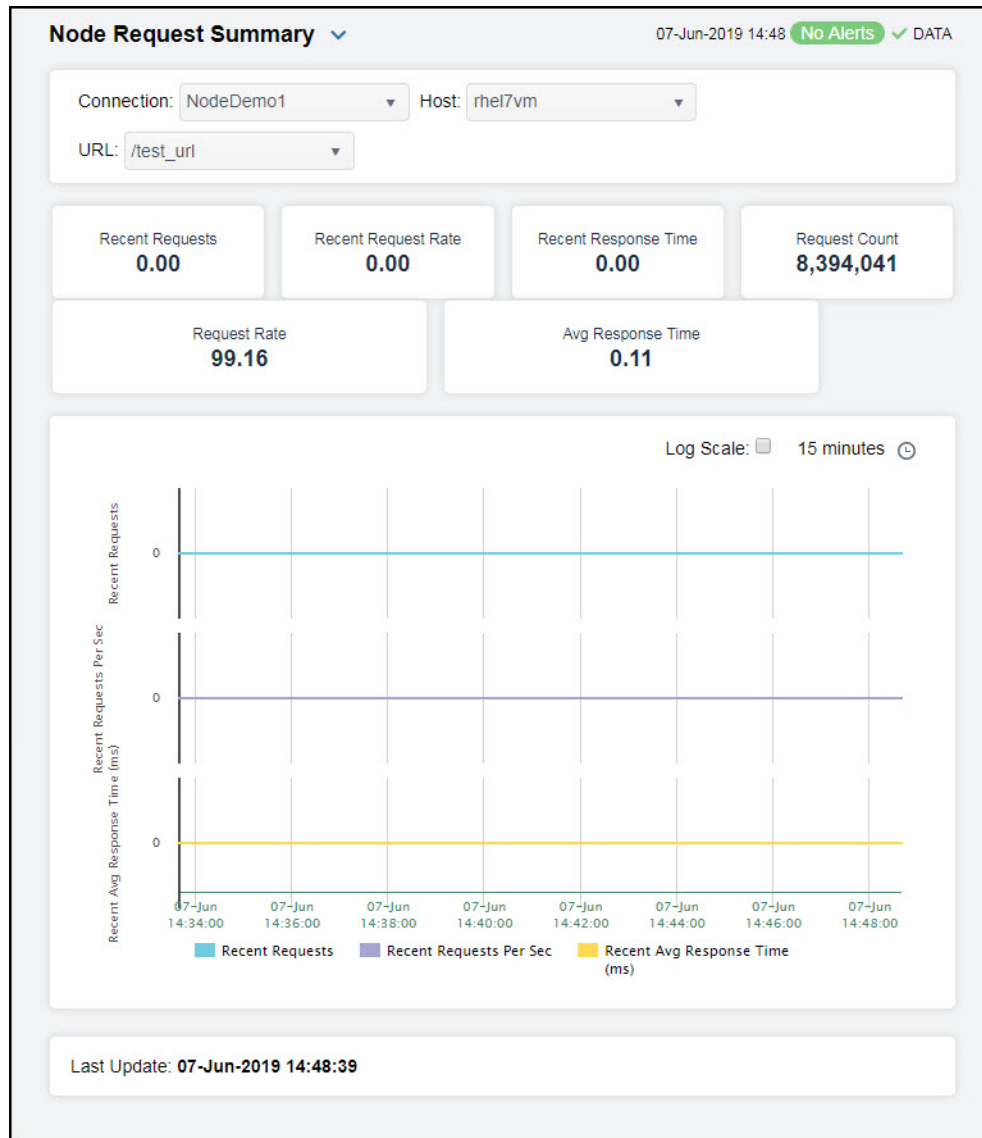 Node Request Summary
07-Jun-2019 14:48 No Alerts DATA
Connection: NodeDemo1 Host: rhel7vm
URL: /test_url
Recent Requests
0.00
Recent Request Rate
0.00
Recent Response Time
0.00
Request Count
8,394,041
Request Rate
99.16
Avg Response Time
0.11
Log Scale: 15 minutes
Recent Requests
0
Recent Requests Per Sec
0
Recent Avg Response Time (ms)
0
07-Jun 07-Jun 07-Jun 07-Jun 07-Jun 07-Jun 07-Jun 07-Jun
14:34:00 14:36:00 14:38:00 14:40:00 14:42:00 14:44:00 14:46:00 14:48:00
Recent Requests Recent Requests Per Sec Recent Avg Response Time
(ms)
Last Update: 07-Jun-2019 14:48:39